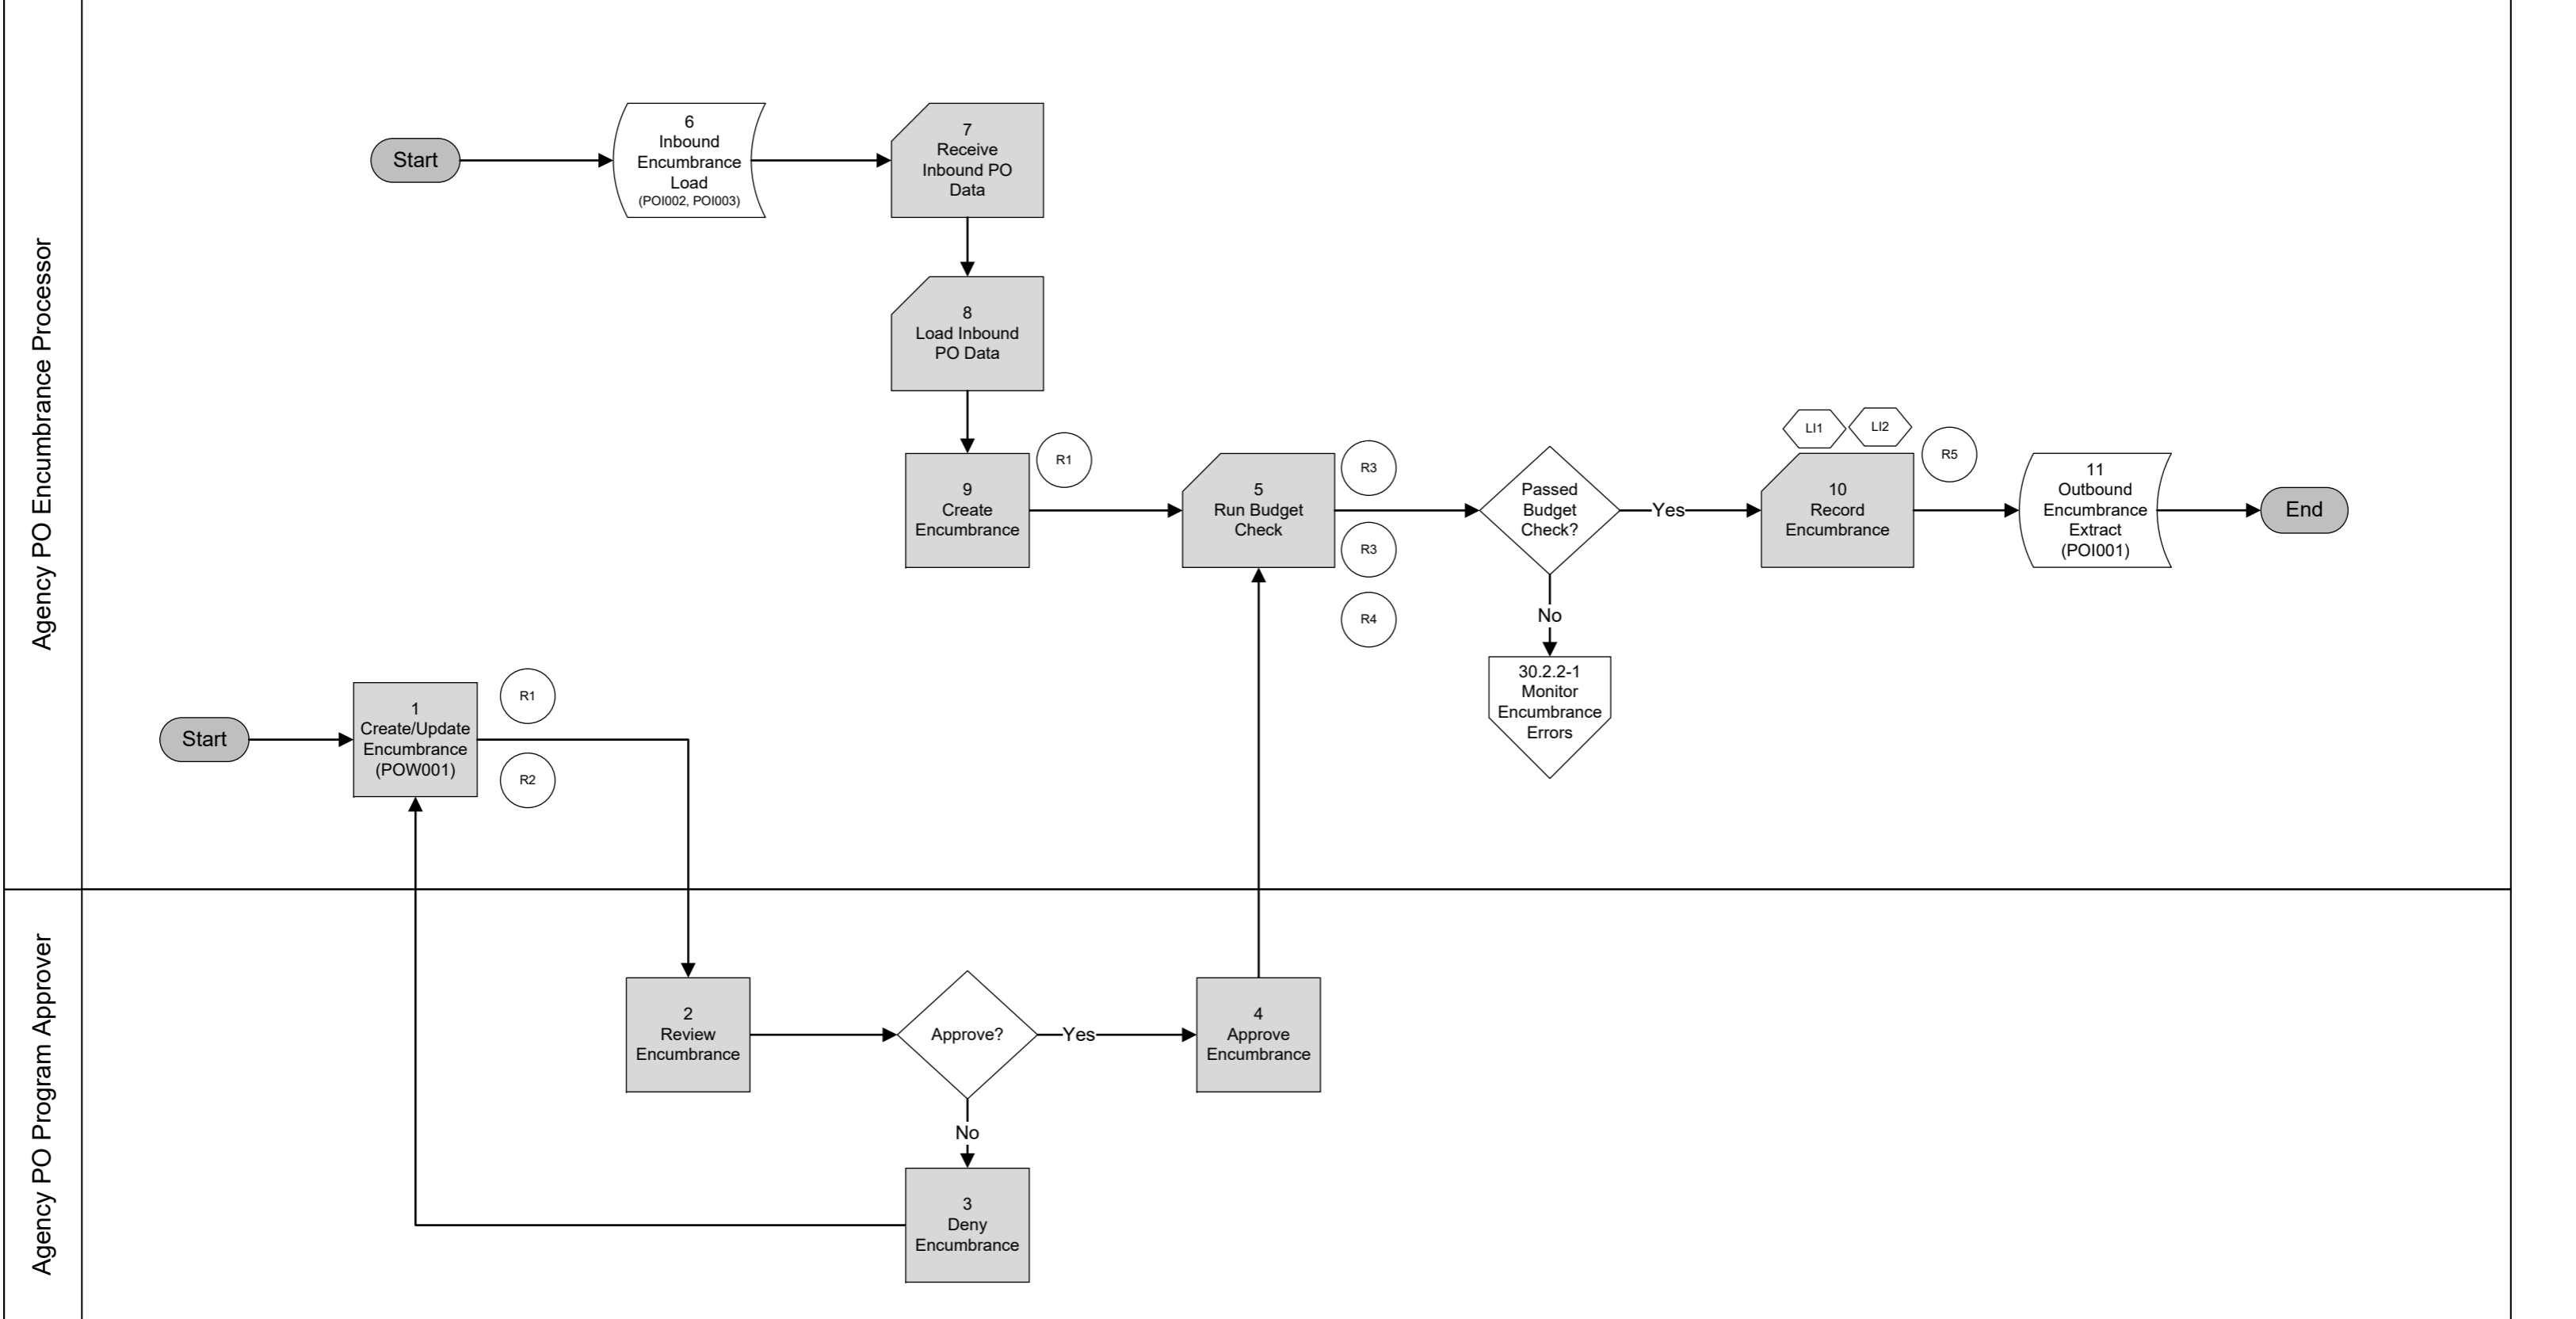 Agency PO Encumbrance Processor
Start
6
Inbound
Encumbrance
Load
(POI002, POI003)
7
Receive
Inbound PO
Data
8
Load Inbound
PO Data
9
Create
Encumbrance
R1
5
Run Budget
Check
R3
R3
R4
Passed
Budget
Check?
Yes
No
30.2.2-1
Monitor
Encumbrance
Errors
LI1
LI2
10
Record
Encumbrance
R5
11
Outbound
Encumbrance
Extract
(POI001)
End
Start
1
Create/Update
Encumbrance
(POW001)
R1
R2
Agency PO Program Approver
2
Review
Encumbrance
Approve?
Yes
4
Approve
Encumbrance
No
3
Deny
Encumbrance